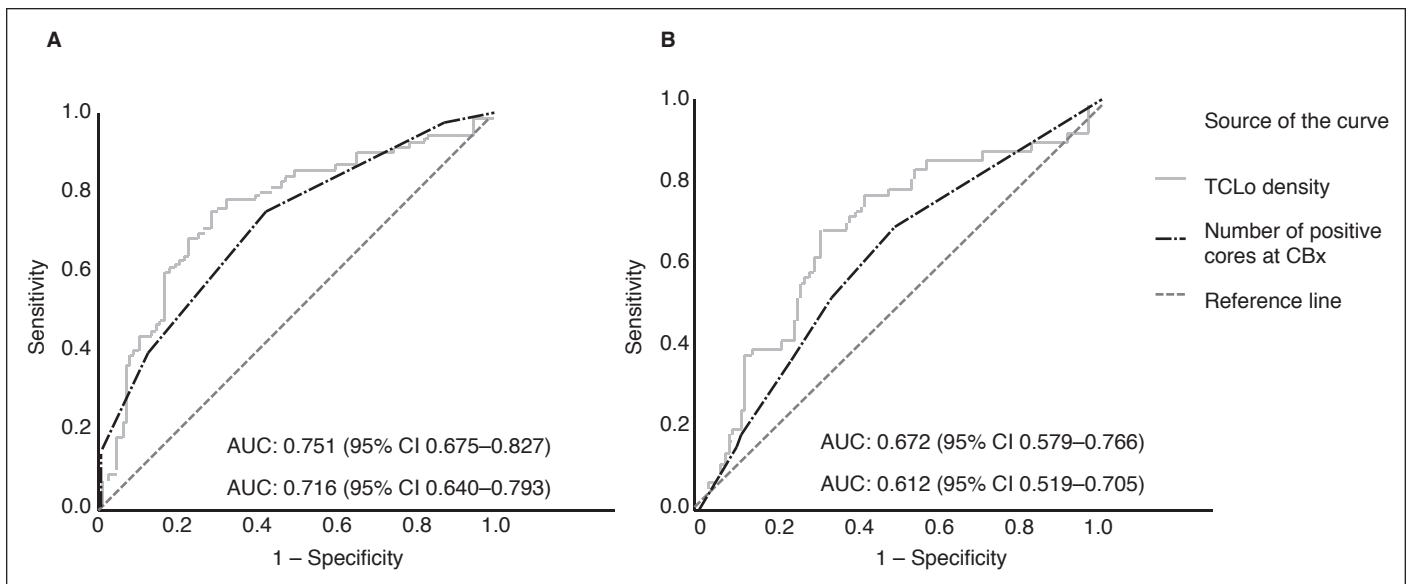 A
1.0
0.8
0.6
0.4
0.2
0.0
Sensitivity
AUC: 0.751 (95% CI 0.675–0.827)
AUC: 0.716 (95% CI 0.640–0.793)
0 0.2 0.4 0.6 0.8 1.0
1 – Specificity
B
1.0
0.8
0.6
0.4
0.2
0.0
Sensitivity
AUC: 0.672 (95% CI 0.579–0.766)
AUC: 0.612 (95% CI 0.519–0.705)
0 0.2 0.4 0.6 0.8 1.0
1 – Specificity
Source of the curve
TCLo density
Number of positive
cores at CBx
Reference line